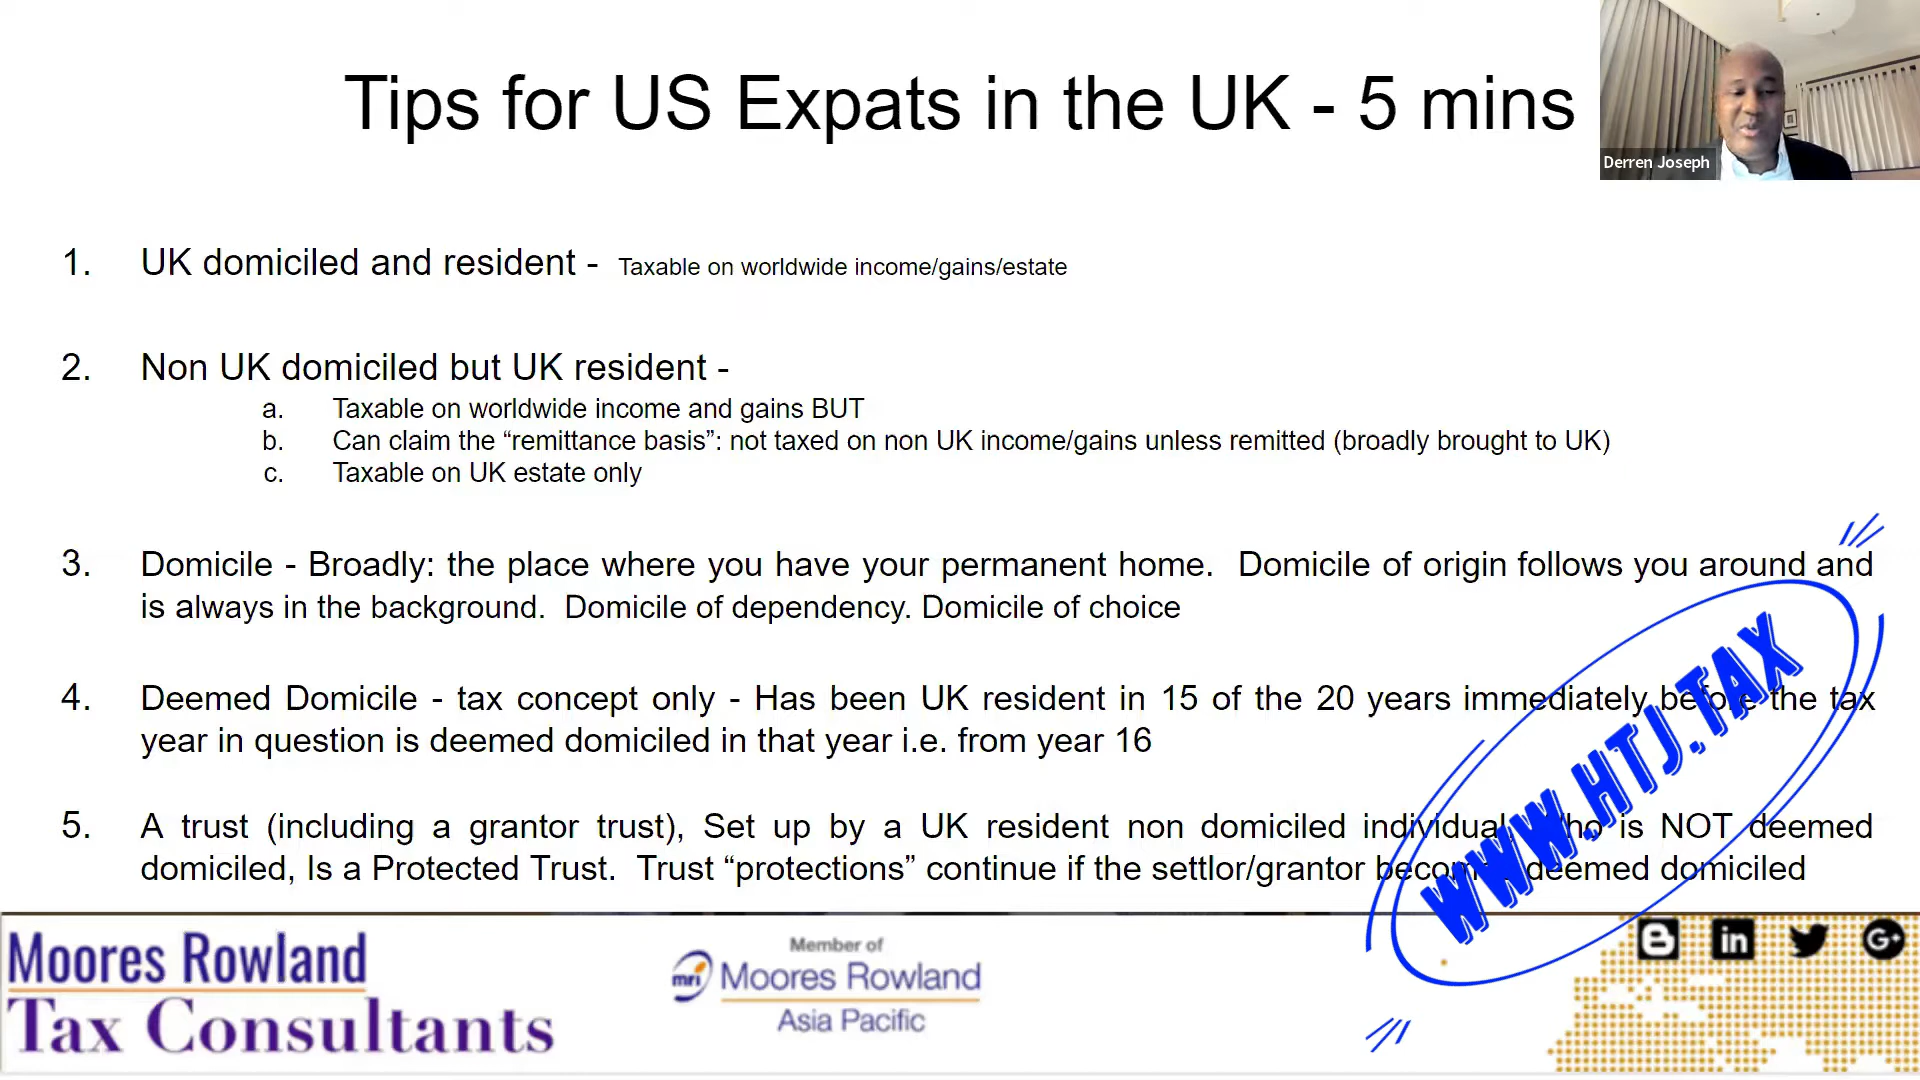 Tips for US Expats in the UK - 5 mins
Derren Joseph
1. UK domiciled and resident - Taxable on worldwide income/gains/estate
2. Non UK domiciled but UK resident -
a. Taxable on worldwide income and gains BUT
b. Can claim the “remittance basis”: not taxed on non UK income/gains unless remitted (broadly brought to UK)
c. Taxable on UK estate only
3. Domicile - Broadly: the place where you have your permanent home. Domicile of origin follows you around and
is always in the background. Domicile of dependency. Domicile of choice
4. Deemed Domicile - tax concept only - Has been UK resident in 15 of the 20 years immediately before the tax
year in question is deemed domiciled in that year i.e. from year 16
5. A trust (including a grantor trust), Set up by a UK resident non domiciled individual, who is NOT deemed
domiciled, Is a Protected Trust. Trust “protections” continue if the settlor/grantor becomes deemed domiciled
WWW.HTJ.TAX
Moores Rowland
Tax Consultants
Member of
mri Moores Rowland
Asia Pacific